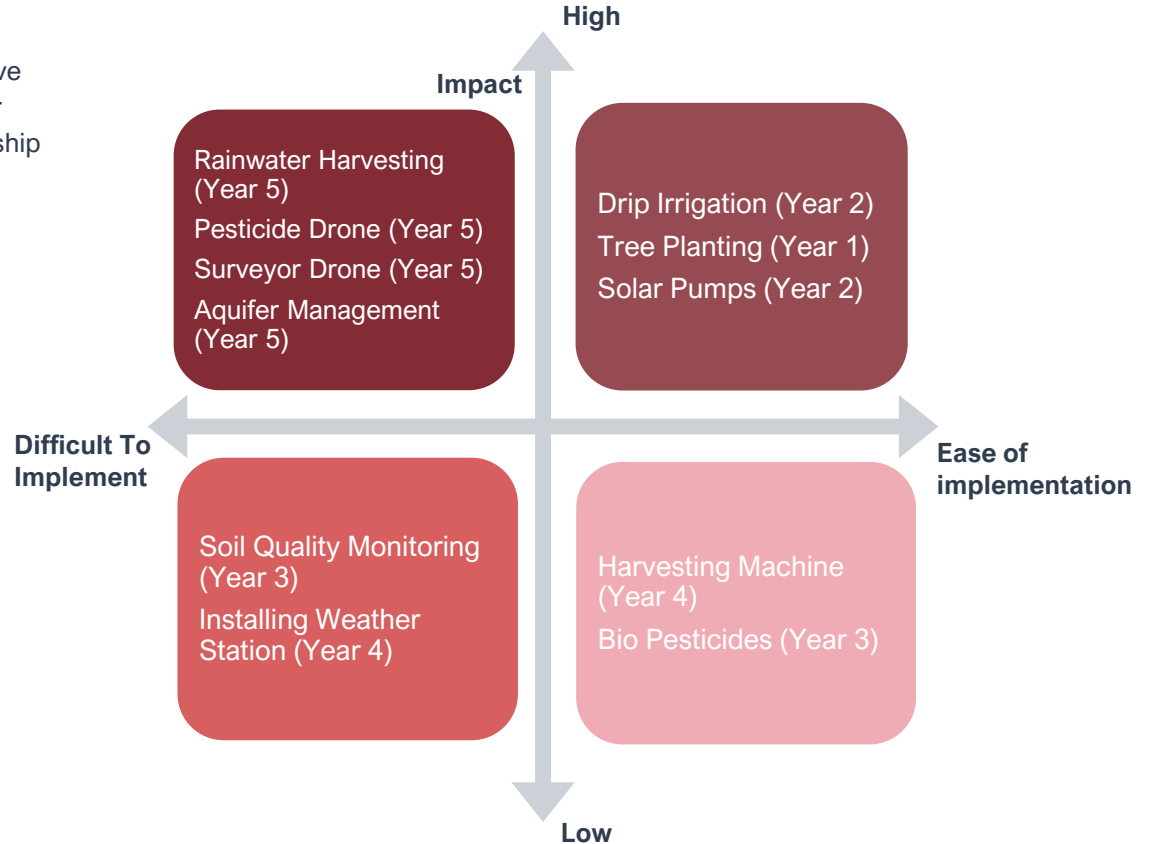 High
Impact
Rainwater Harvesting
(Year 5)
Pesticide Drone (Year 5)
Surveyor Drone (Year 5)
Aquifer Management
(Year 5)
Drip Irrigation (Year 2)
Tree Planting (Year 1)
Solar Pumps (Year 2)
Difficult To
Implement
Ease of
implementation
Soil Quality Monitoring
(Year 3)
Installing Weather
Station (Year 4)
Harvesting Machine
(Year 4)
Bio Pesticides (Year 3)
Low